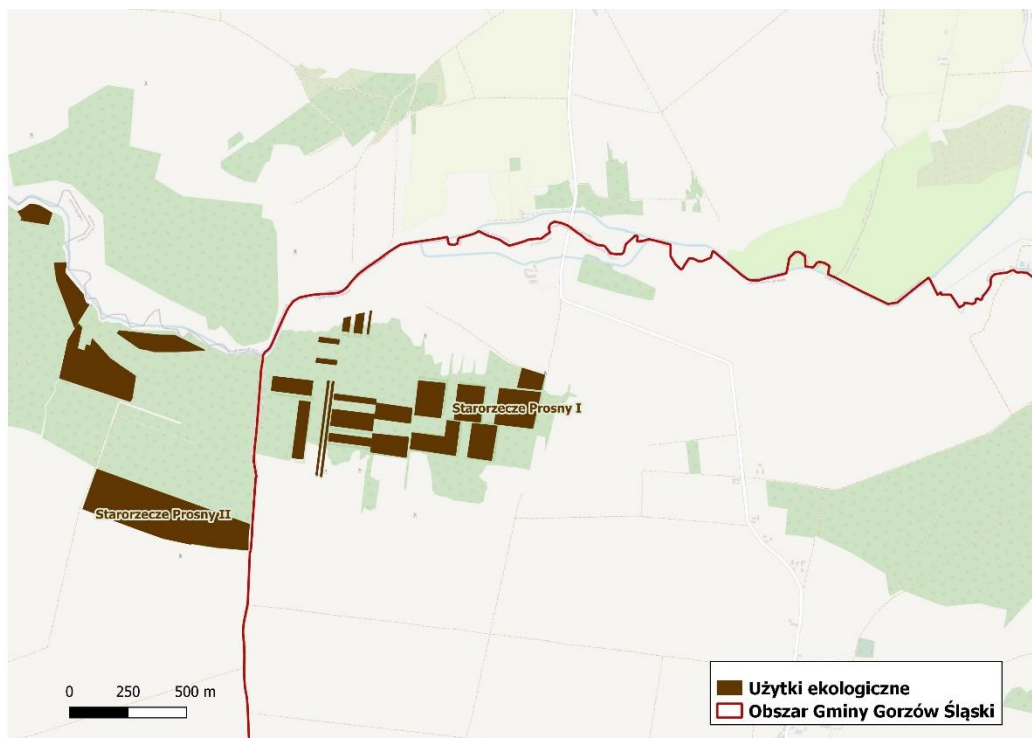 Starorzecze Prosny I
Starorzecze Prosny II
0 250 500 m
Użytki ekologiczne
Obszar Gminy Gorzów Śląski